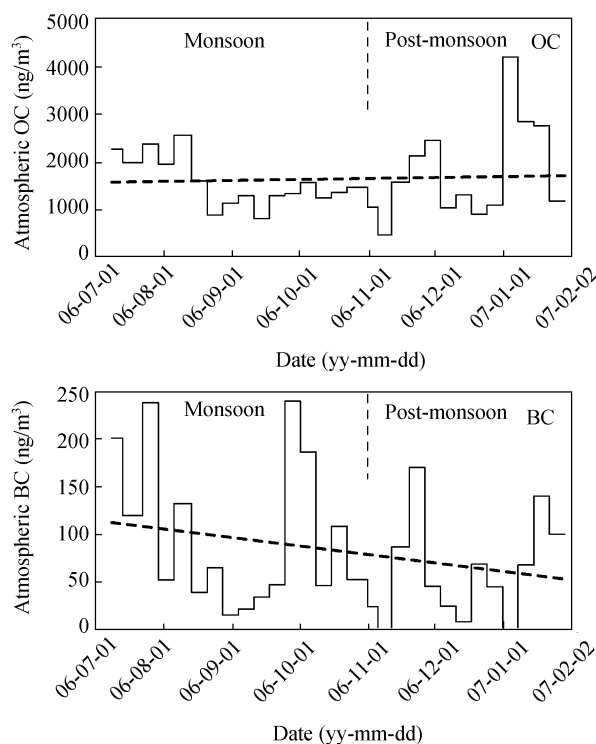 5000
Monsoon
Post-monsoon
OC
4000
3000
2000
1000
0
Atmospheric OC (ng/m³)
06-07-01
06-08-01
06-09-01
06-10-01
06-11-01
06-12-01
07-01-01
07-02-02
Date (yy-mm-dd)
250
Monsoon
Post-monsoon
BC
200
150
100
50
0
Atmospheric BC (ng/m³)
06-07-01
06-08-01
06-09-01
06-10-01
06-11-01
06-12-01
07-01-01
07-02-02
Date (yy-mm-dd)